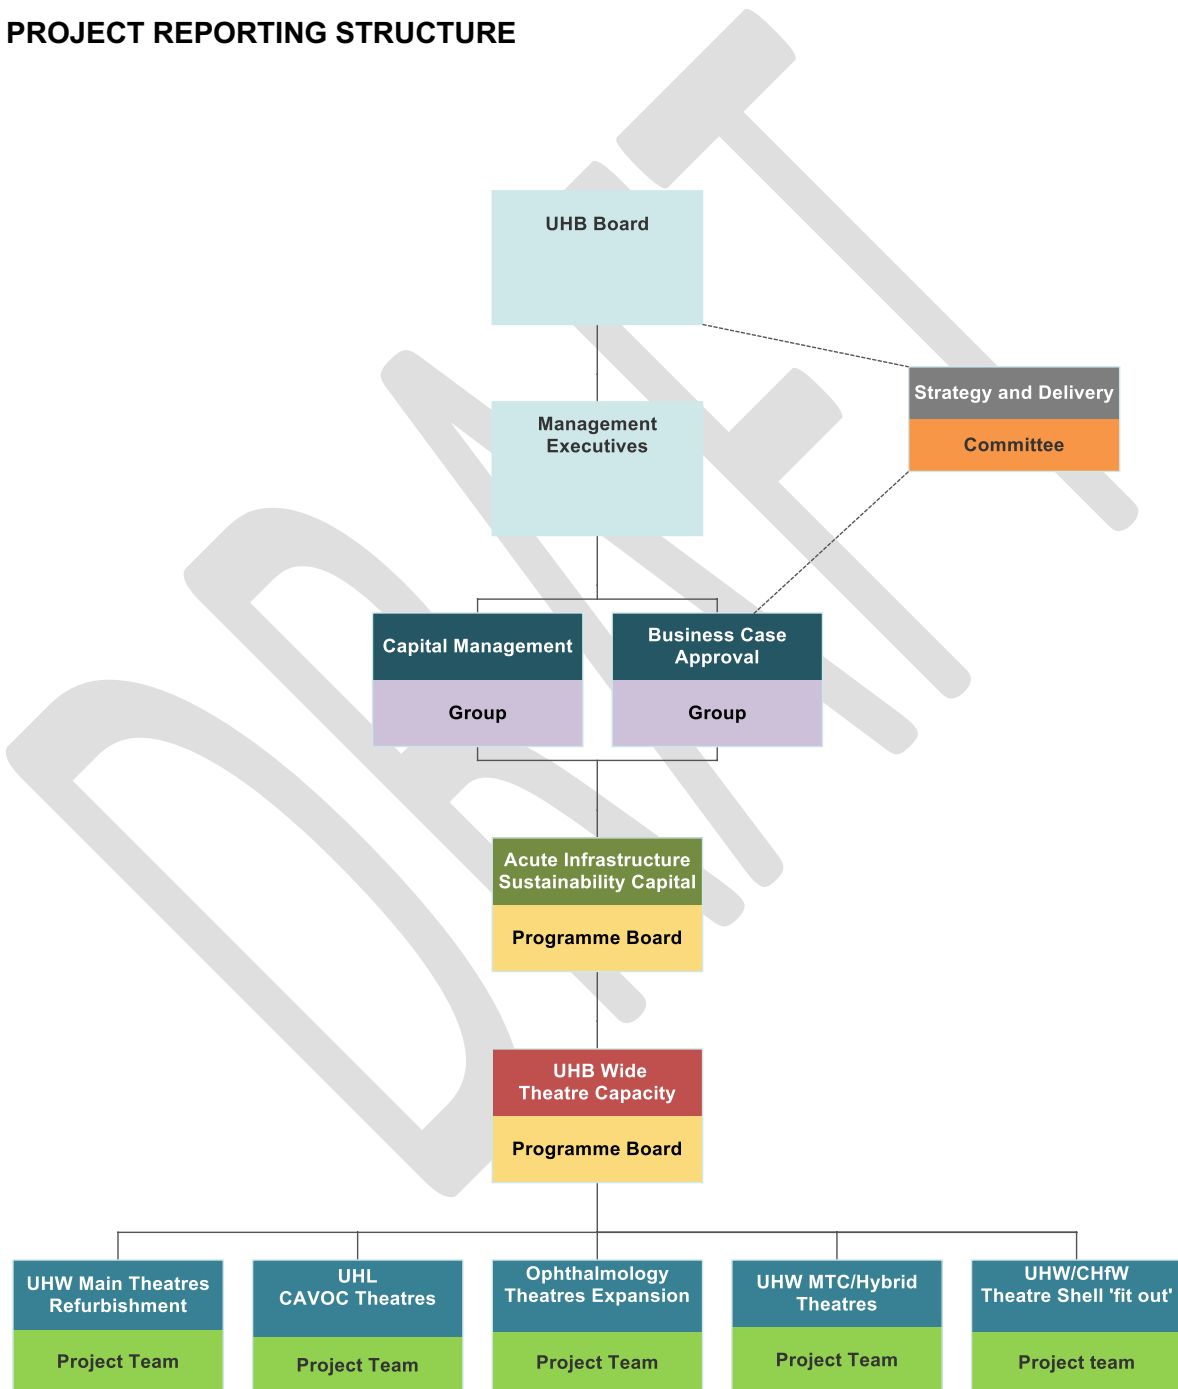 PROJECT REPORTING STRUCTURE
DRAFT
UHB Board
Strategy and Delivery
Committee
Management
Executives
Capital Management
Group
Business Case
Approval
Group
Acute Infrastructure
Sustainability Capital
Programme Board
UHB Wide
Theatre Capacity
Programme Board
UHW Main Theatres
Refurbishment
Project Team
UHL
CAVOC Theatres
Project Team
Ophthalmology
Theatres Expansion
Project Team
UHW MTC/Hybrid
Theatres
Project Team
UHW/CHfW
Theatre Shell 'fit out'
Project team